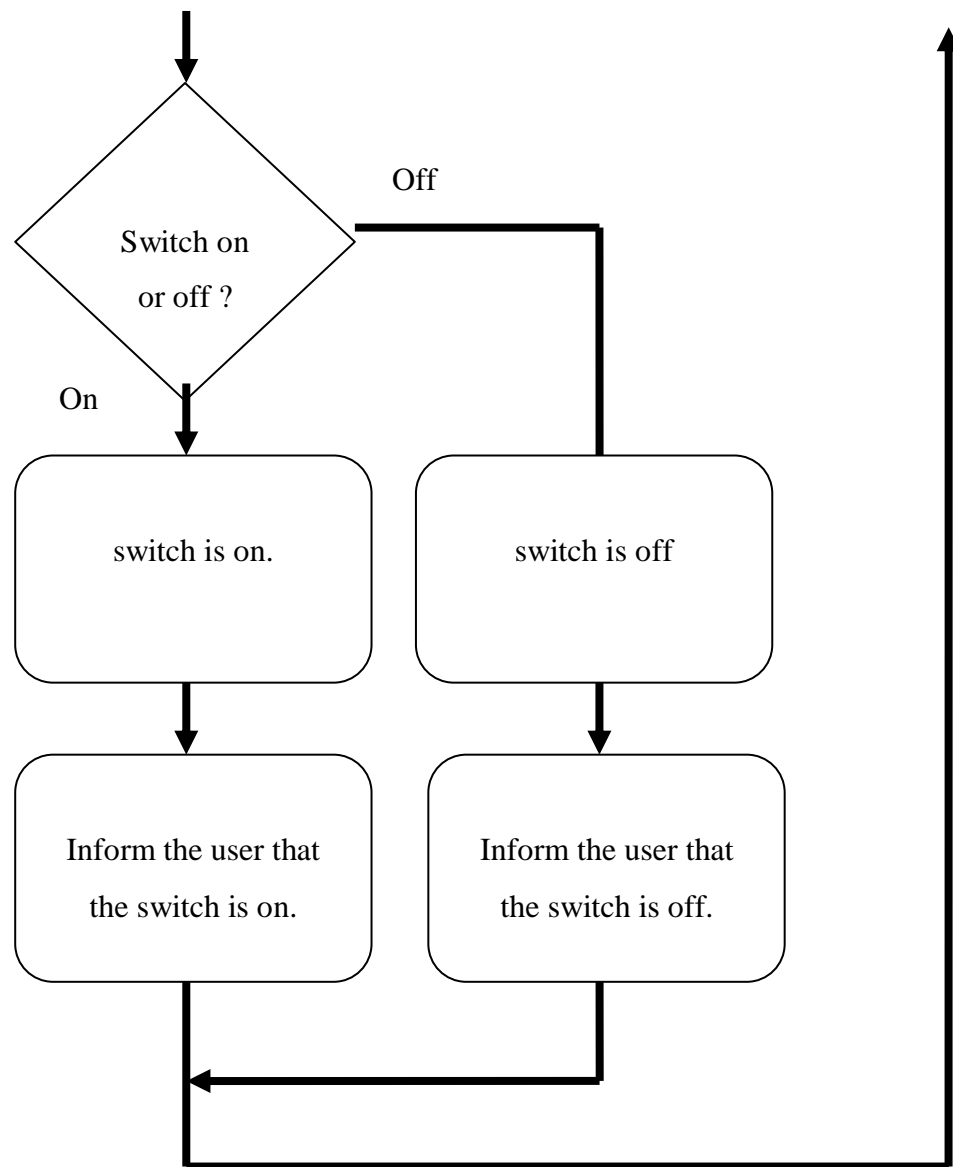 Off
Switch on
or off ?
On
switch is on.
switch is off
Inform the user that
the switch is on.
Inform the user that
the switch is off.